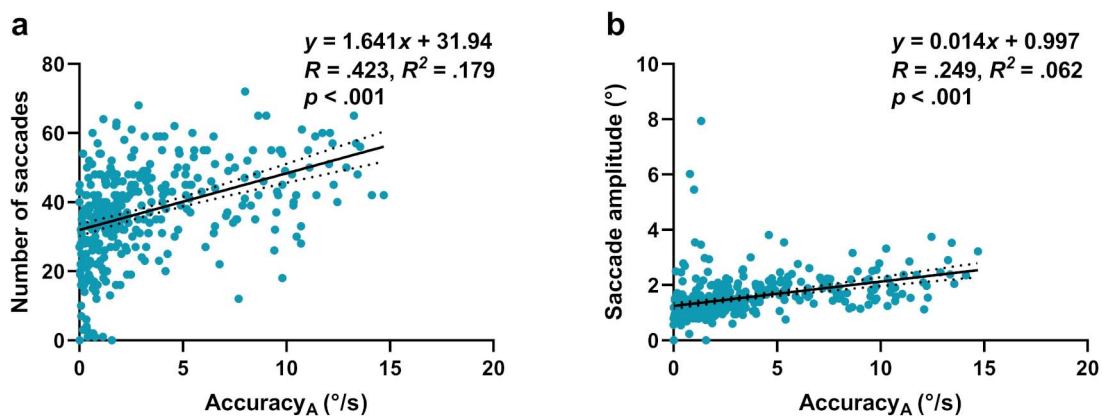 a
y = 1.641x + 31.94
R = .423, R² = .179
p < .001
80
60
40
20
0
Number of saccades
0 5 10 15 20
Accuracy_A (°/s)
b
y = 0.014x + 0.997
R = .249, R² = .062
p < .001
10
8
6
4
2
0
Saccade amplitude (°)
0 5 10 15 20
Accuracy_A (°/s)